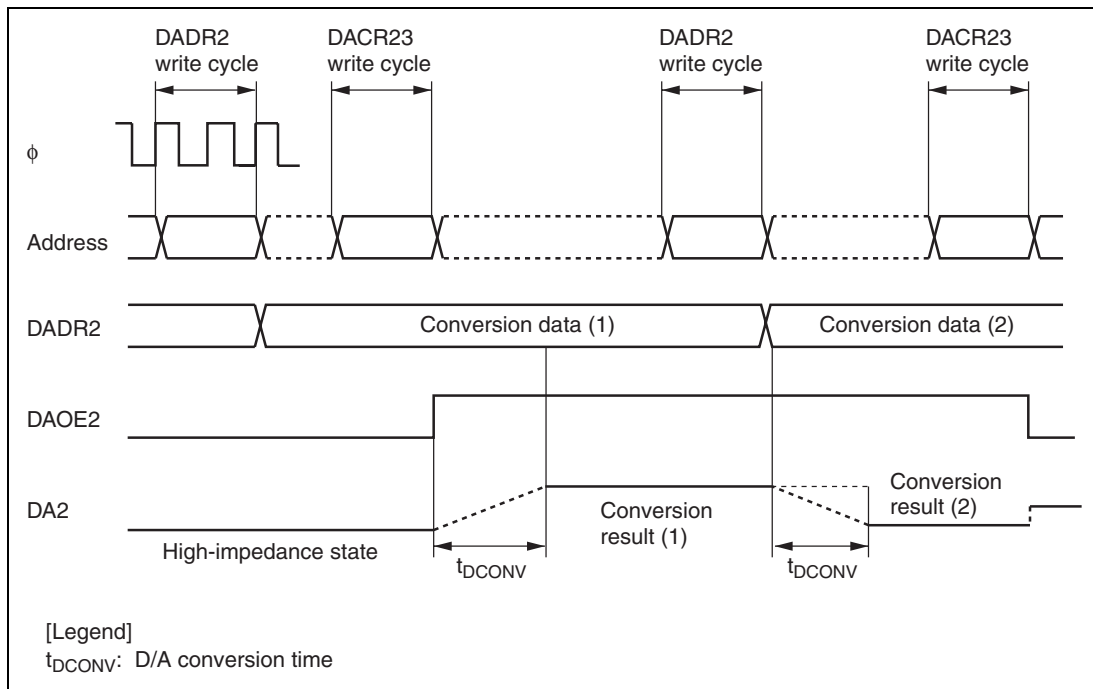 DADR2
write cycle
DACR23
write cycle
DADR2
write cycle
DACR23
write cycle
ϕ
Address
DADR2
Conversion data (1)
Conversion data (2)
DAOE2
DA2
High-impedance state
Conversion
result (1)
Conversion
result (2)
tDCONV
tDCONV
[Legend]
tDCONV: D/A conversion time